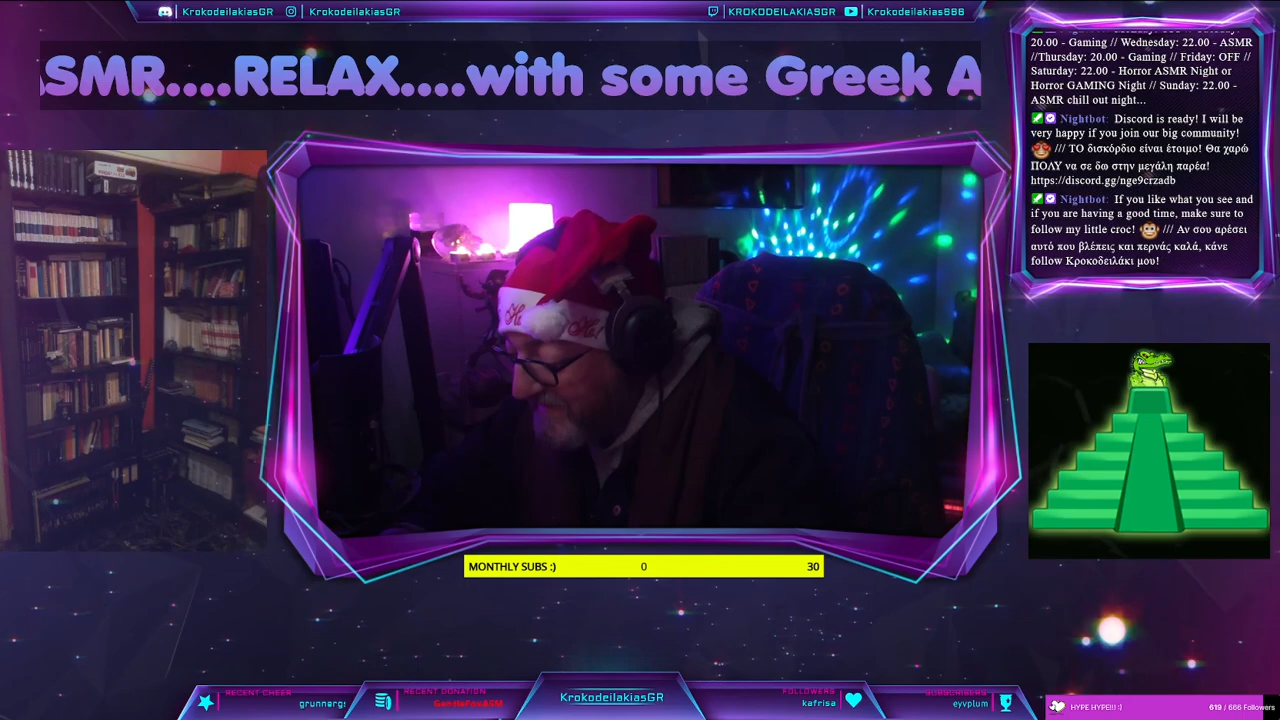 KrokodeilakiasGR
KrokodeilakiasGR
KROKODEILAKIASGR
Krokodeilakias666
SMR....RELAX....with some Greek A
20.00 - Gaming // Wednesday: 22.00 - ASMR
//Thursday: 20.00 - Gaming // Friday: OFF //
Saturday: 22.00 - Horror ASMR Night or
Horror GAMING Night // Sunday: 22.00 -
ASMR chill out night...
Nightbot: Discord is ready! I will be
very happy if you join our big community!
/// ΤΟ δισκόρδιο είναι έτοιμο! Θα χαρώ
ΠΟΛΥ να σε δω στην μεγάλη παρέα!
https://discord.gg/nge9crzadb
Nightbot: If you like what you see and
if you are having a good time, make sure to
follow my little croc! /// Αν σου αρέσει
αυτό που βλέπεις και περνάς καλά, κάνε
follow Κροκοδειλάκι μου!
MONTHLY SUBS :) 0 30
RECENT CHEER
grunnargi
RECENT DONATION
GentleFoxASM
KrokodeilakiasGR
FOLLOWERS
kafrisa
SUBSCRIBERS
eyyplum
HYPE HYPE!!! :) 619 / 666 Followers